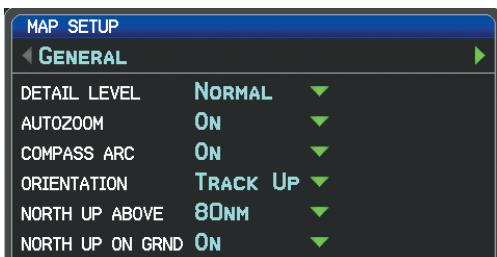 MAP SETUP
GENERAL
DETAIL LEVEL NORMAL
AUTOZOOM ON
COMPASS ARC ON
ORIENTATION TRACK UP
NORTH UP ABOVE 80NM
NORTH UP ON GRND ON